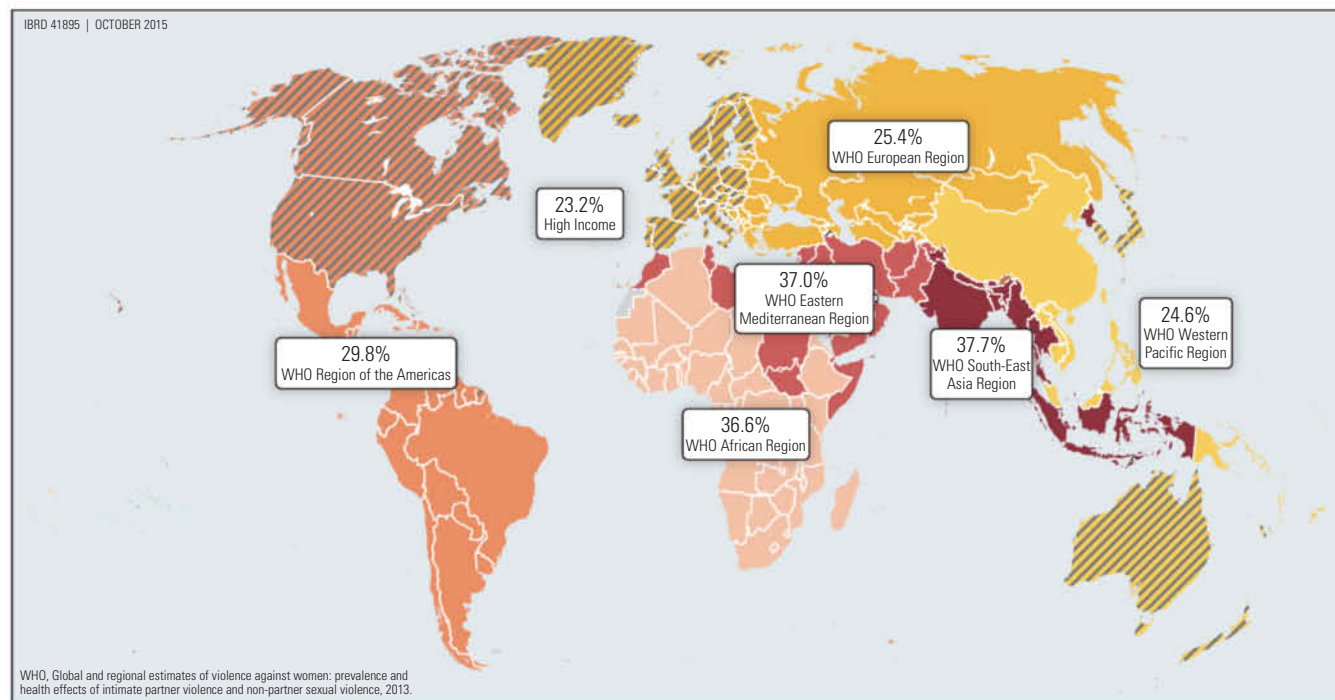 IBRD 41895 | OCTOBER 2015
25.4%
WHO European Region
23.2%
High Income
37.0%
WHO Eastern
Mediterranean Region
24.6%
WHO Western
Pacific Region
29.8%
WHO Region of the Americas
37.7%
WHO South-East
Asia Region
36.6%
WHO African Region
WHO, Global and regional estimates of violence against women: prevalence and
health effects of intimate partner violence and non-partner sexual violence, 2013.